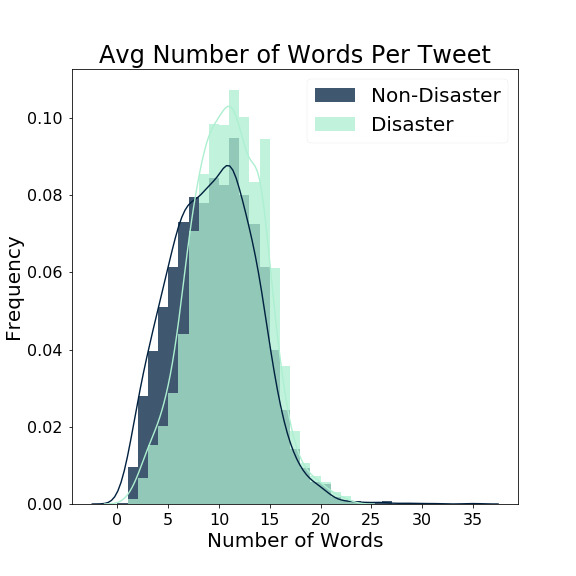 Avg Number of Words Per Tweet
Non-Disaster
Disaster
Frequency
0.10
0.08
0.06
0.04
0.02
0.00
0 5 10 15 20 25 30 35
Number of Words